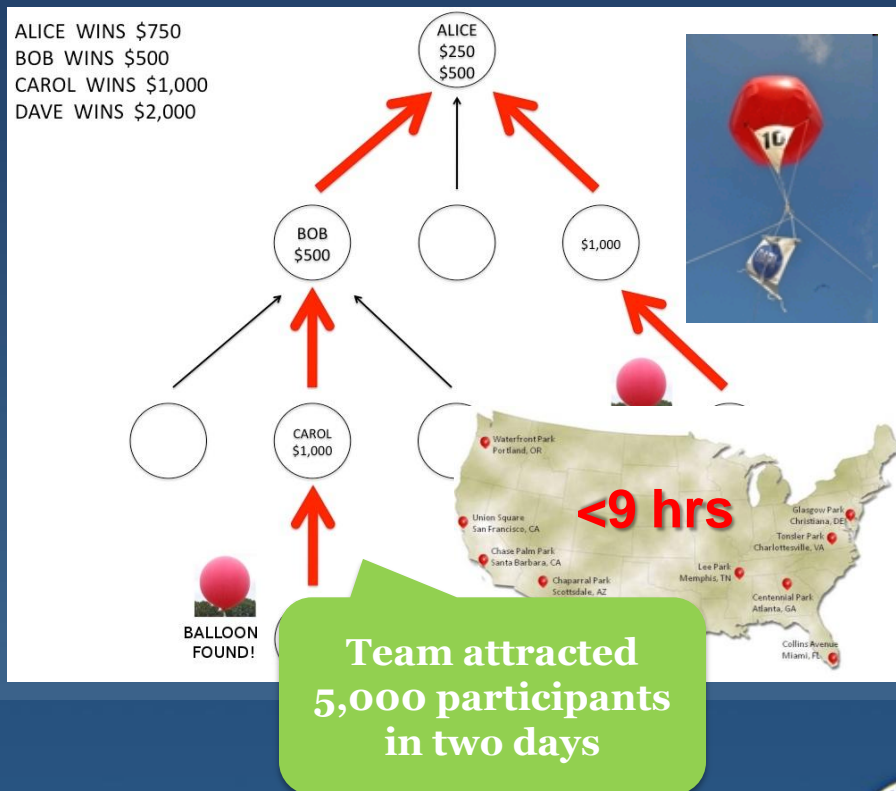 ALICE WINS $750
BOB WINS $500
CAROL WINS $1,000
DAVE WINS $2,000
ALICE
$250
$500
10
BOB
$500
$1,000
CAROL
$1,000
Waterfront Park
Portland, OR
<9 hrs
Union Square
San Francisco, CA
Glasgow Park
Christiana, DE
Tonsler Park
Charlottesville, VA
Chase Palm Park
Santa Barbara, CA
Lee Park
Memphis, TN
Chaparral Park
Scottsdale, AZ
Centennial Park
Atlanta, GA
Collins Avenue
Miami, FL
BALLOON
FOUND!
Team attracted
5,000 participants
in two days